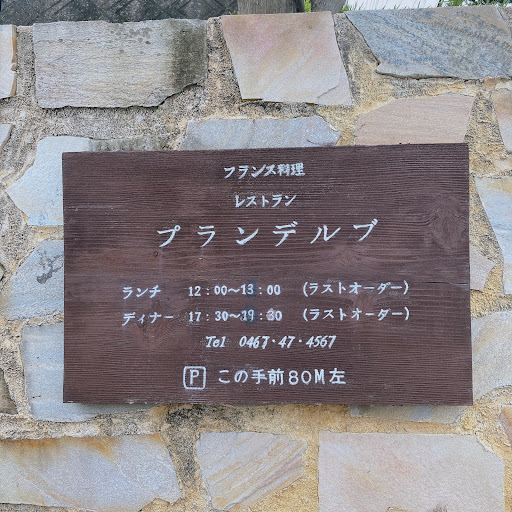 フランス料理
レストラン
プランデルブ
ランチ 12：00〜13：00 (ラストオーダー)
ディナー 17：30〜19：30 (ラストオーダー)
Tel 0467・47・4567
P この手前80M左